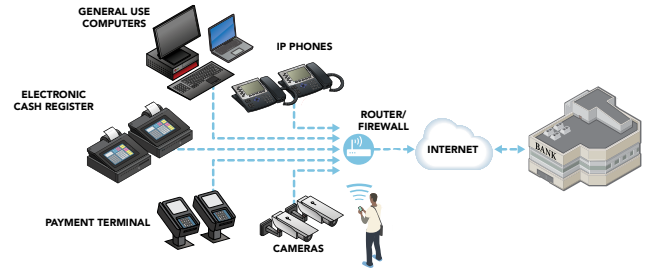 GENERAL USE
COMPUTERS
IP PHONES
ELECTRONIC
CASH REGISTER
ROUTER/
FIREWALL
INTERNET
BANK
PAYMENT TERMINAL
CAMERAS